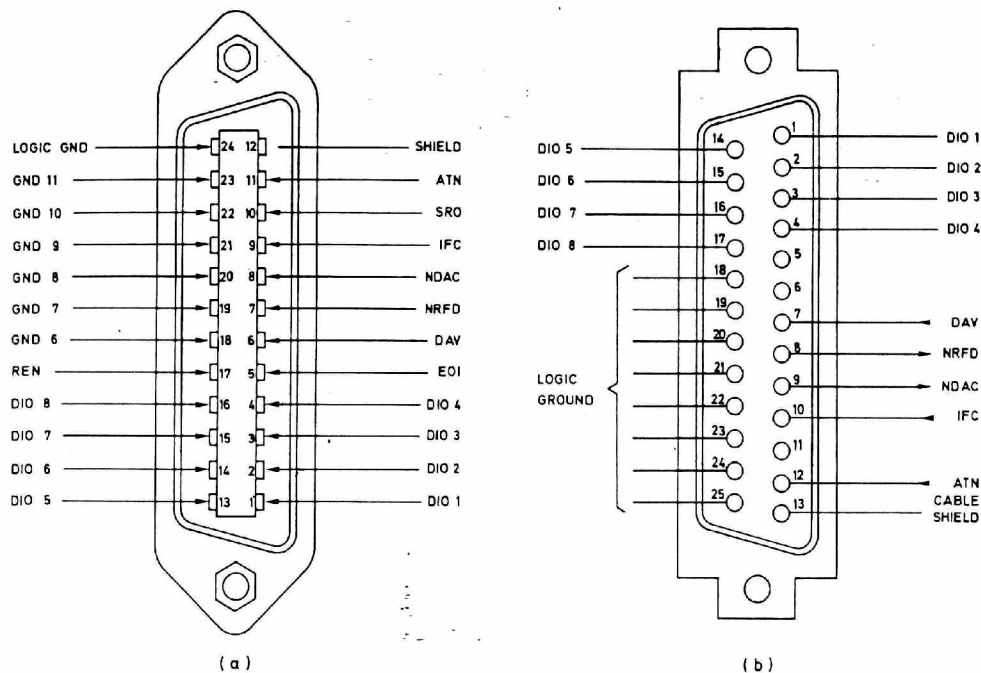 LOGIC GND 24 12 SHIELD
GND 11 23 11 ATN
GND 10 22 10 SRO
GND 9 21 9 IFC
GND 8 20 8 NDAC
GND 7 19 7 NRFD
GND 6 18 6 DAV
REN 17 5 EOI
DIO 8 16 4 DIO 4
DIO 7 15 3 DIO 3
DIO 6 14 2 DIO 2
DIO 5 13 1 DIO 1
(a)
1 DIO 1
DIO 5 14
2 DIO 2
DIO 6 15
3 DIO 3
DIO 7 16
4 DIO 4
DIO 8 17
5
18
6
19
7 DAV
20
8 NRFD
21
LOGIC
GROUND
9 NDAC
22
10 IFC
23
11
24
12 ATN
25
13 CABLE
SHIELD
(b)